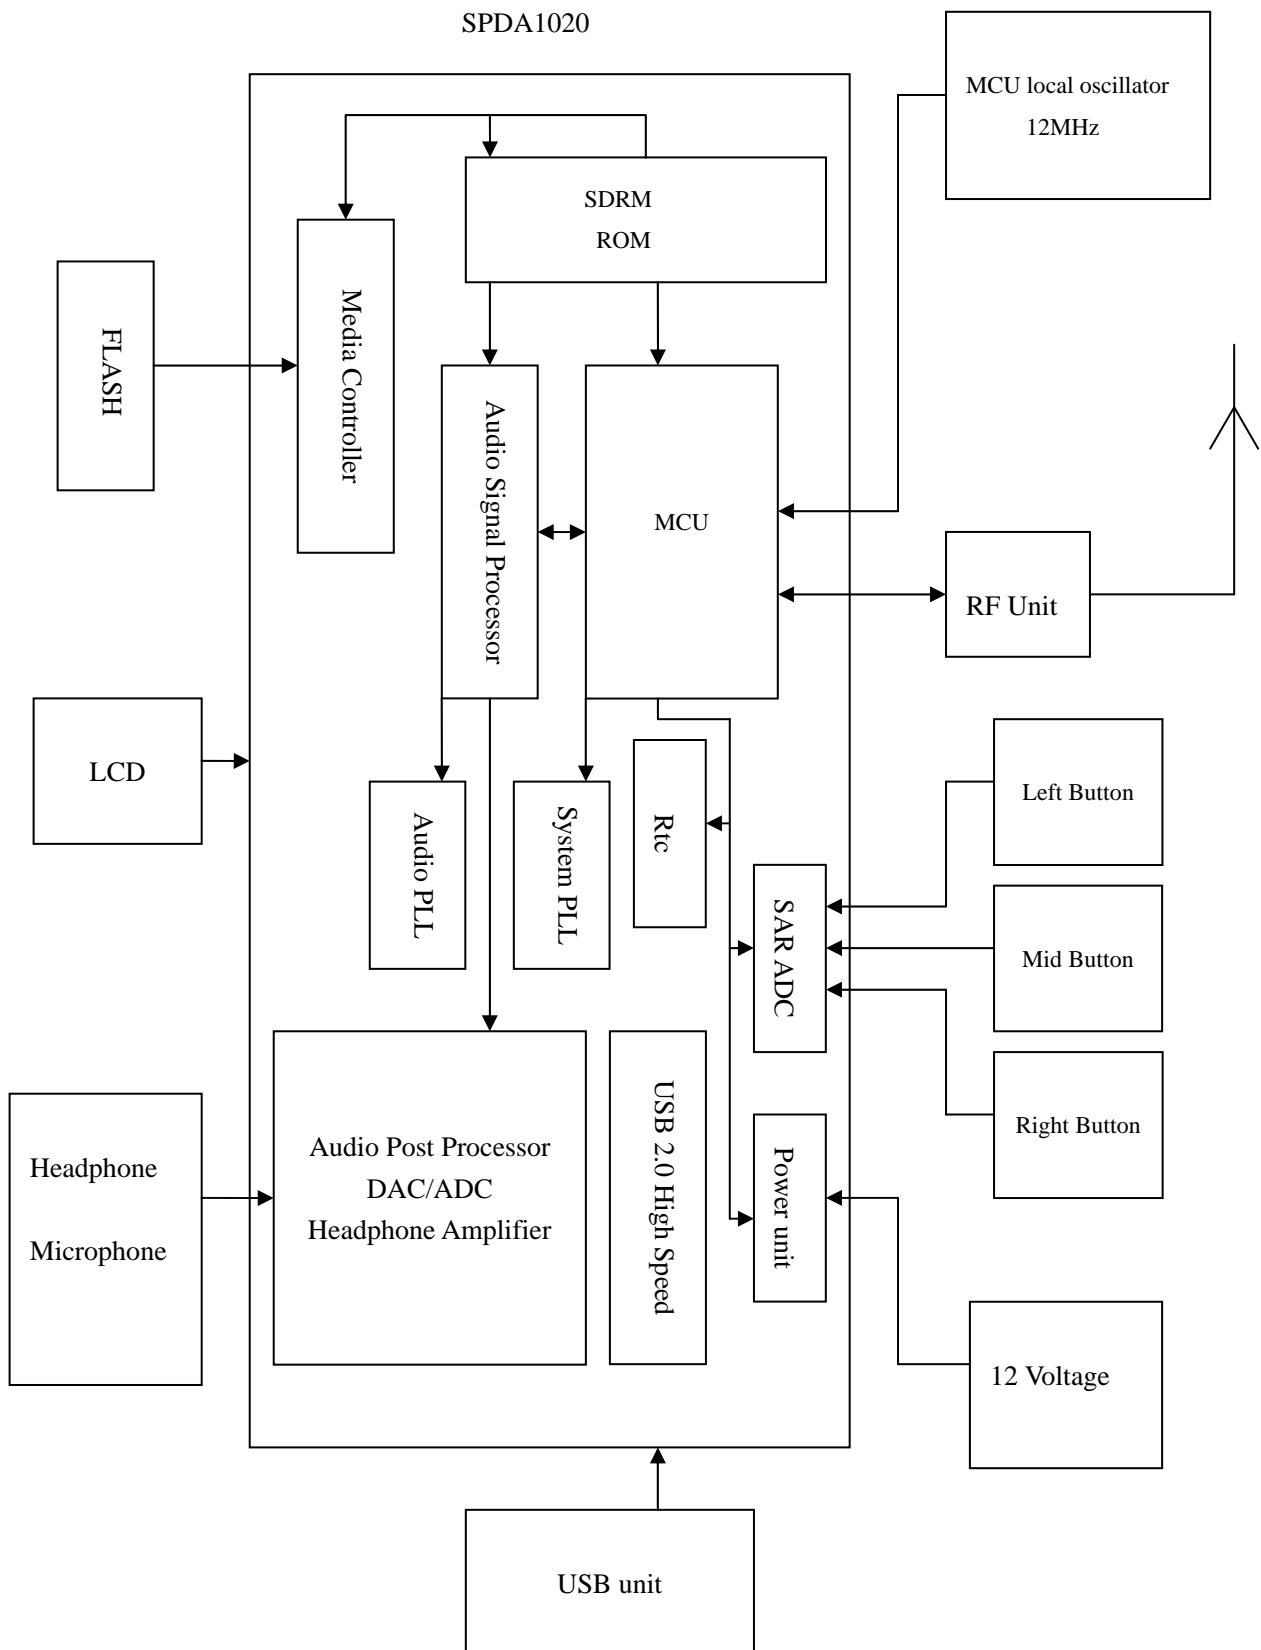 SPDA1020
MCU local oscillator
12MHz
SDRM
ROM
FLASH
Media Controller
Audio Signal Processor
MCU
RF Unit
LCD
Audio PLL
System PLL
Rtc
SAR ADC
Left Button
Mid Button
Right Button
Headphone
Microphone
Audio Post Processor
DAC/ADC
Headphone Amplifier
USB 2.0 High Speed
Power unit
12 Voltage
USB unit